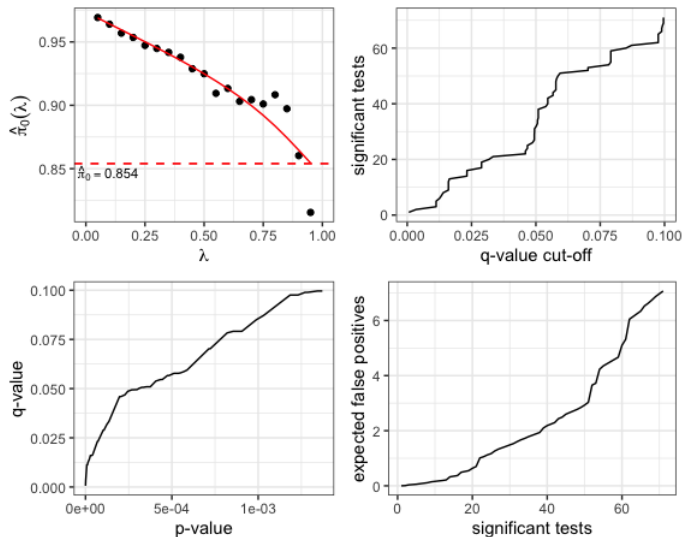 0.95
0.90
0.85
π̂₀(λ)
π̂₀ = 0.854
0.00
0.25
0.50
0.75
1.00
λ
60
40
20
0
significant tests
0.000
0.025
0.050
0.075
0.100
q-value cut-off
0.100
0.075
0.050
0.025
0.000
q-value
0e+00
5e-04
1e-03
p-value
6
4
2
0
expected false positives
0
20
40
60
significant tests